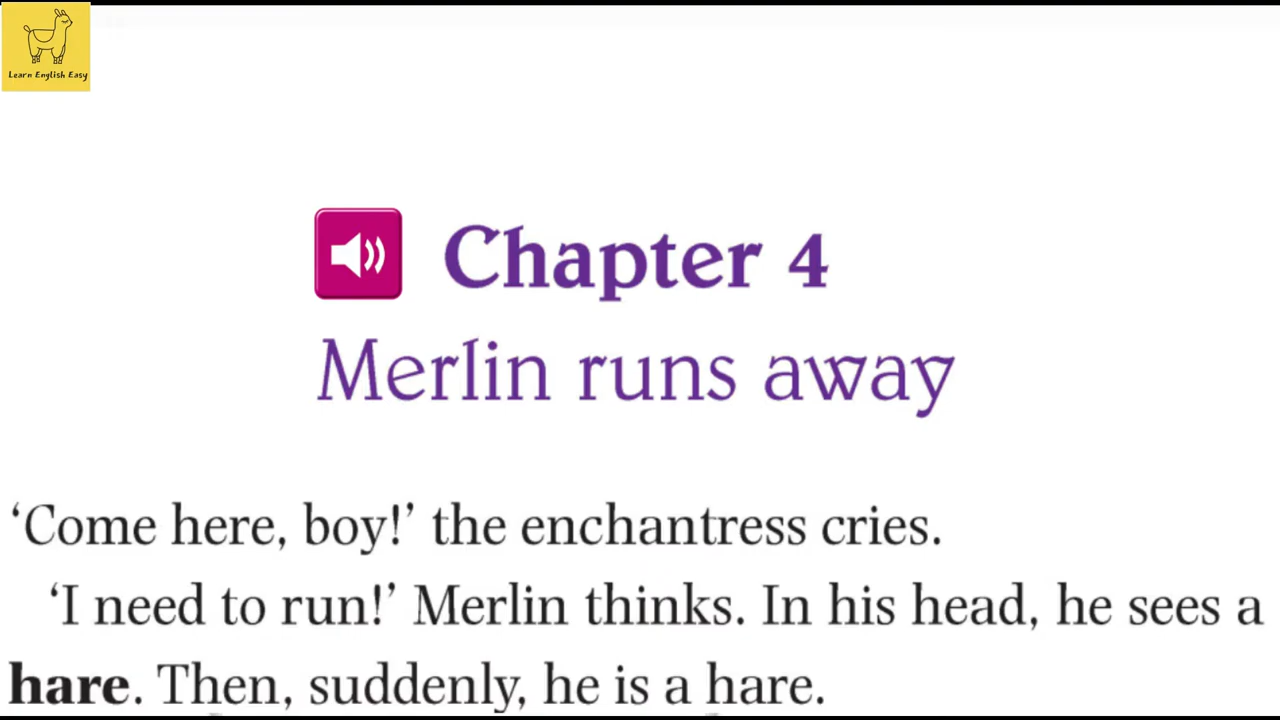 Learn English Easy
Chapter 4
Merlin runs away
‘Come here, boy!’ the enchantress cries.
‘I need to run!’ Merlin thinks. In his head, he sees a
hare. Then, suddenly, he is a hare.